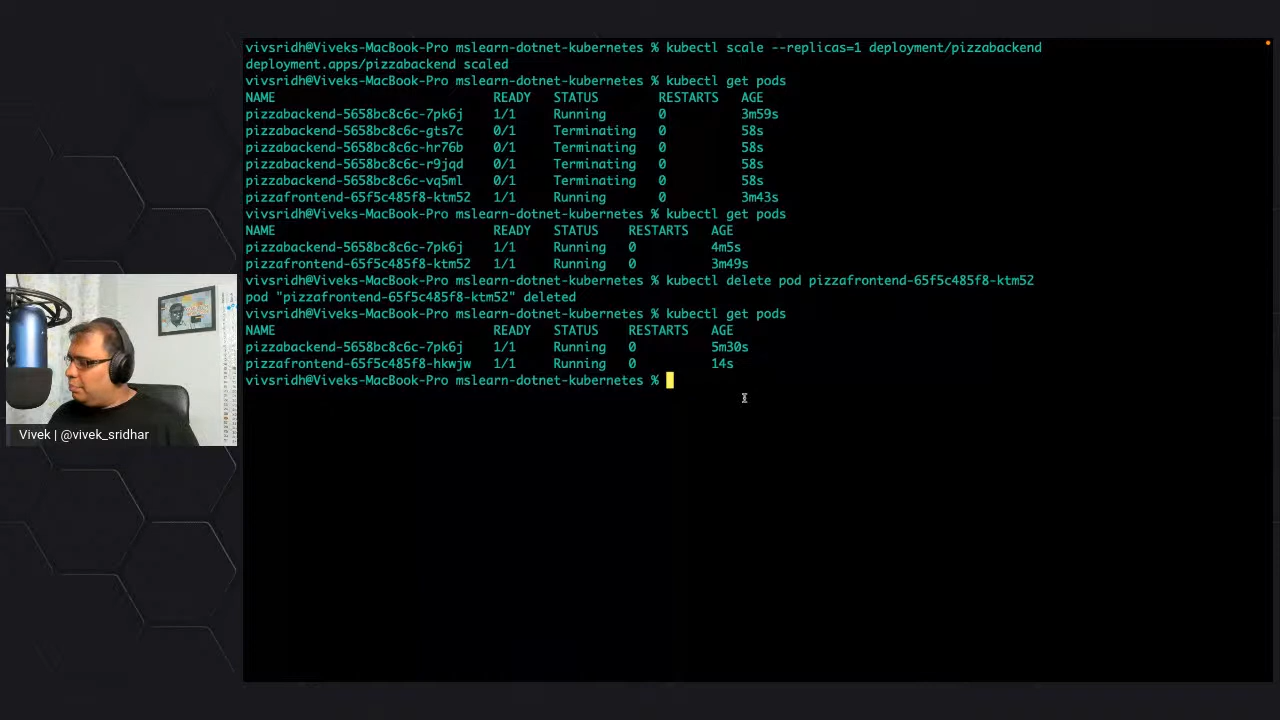 vivsridh@Viveks-MacBook-Pro mslearn-dotnet-kubernetes % kubectl scale --replicas=1 deployment/pizzabackend
deployment.apps/pizzabackend scaled
vivsridh@Viveks-MacBook-Pro mslearn-dotnet-kubernetes % kubectl get pods
NAME READY STATUS RESTARTS AGE
pizzabackend-5658bc8c6c-7pk6j 1/1 Running 0 3m59s
pizzabackend-5658bc8c6c-gts7c 0/1 Terminating 0 58s
pizzabackend-5658bc8c6c-hr76b 0/1 Terminating 0 58s
pizzabackend-5658bc8c6c-r9jqd 0/1 Terminating 0 58s
pizzabackend-5658bc8c6c-vq5ml 0/1 Terminating 0 58s
pizzafrontend-65f5c485f8-ktm52 1/1 Running 0 3m43s
vivsridh@Viveks-MacBook-Pro mslearn-dotnet-kubernetes % kubectl get pods
NAME READY STATUS RESTARTS AGE
pizzabackend-5658bc8c6c-7pk6j 1/1 Running 0 4m5s
pizzafrontend-65f5c485f8-ktm52 1/1 Running 0 3m49s
vivsridh@Viveks-MacBook-Pro mslearn-dotnet-kubernetes % kubectl delete pod pizzafrontend-65f5c485f8-ktm52
pod "pizzafrontend-65f5c485f8-ktm52" deleted
vivsridh@Viveks-MacBook-Pro mslearn-dotnet-kubernetes % kubectl get pods
NAME READY STATUS RESTARTS AGE
pizzabackend-5658bc8c6c-7pk6j 1/1 Running 0 5m30s
pizzafrontend-65f5c485f8-hkwjw 1/1 Running 0 14s
vivsridh@Viveks-MacBook-Pro mslearn-dotnet-kubernetes %
Vivek | @vivek_sridhar